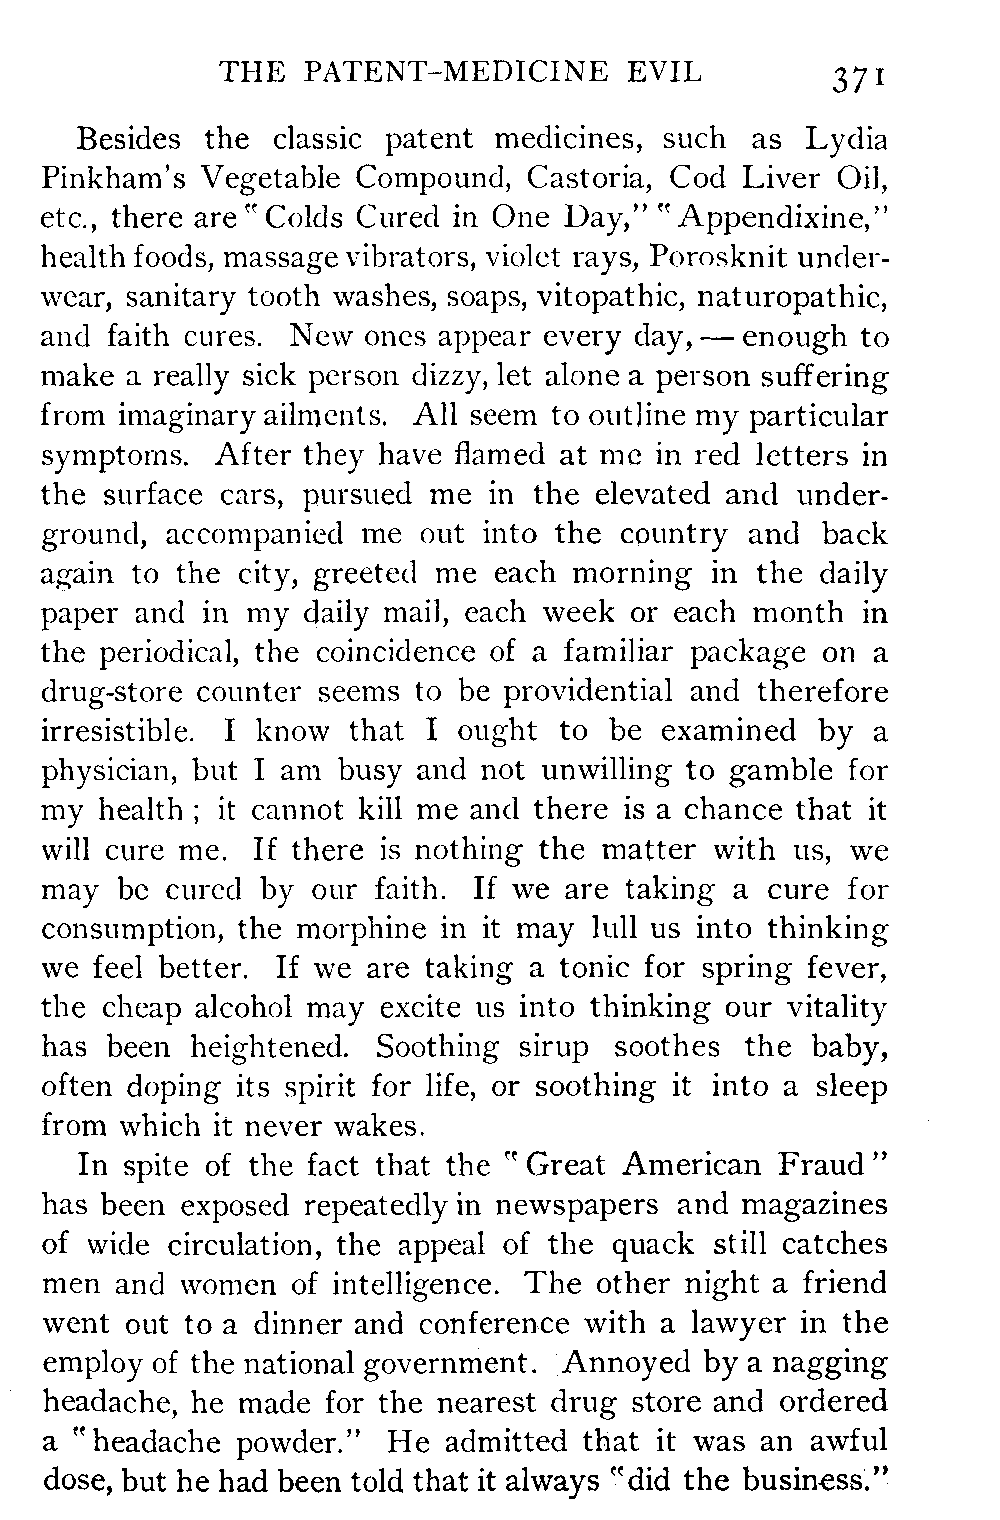 THE PATENT-MEDICINE EVIL 371
Besides the classic patent medicines, such as Lydia
Pinkham's Vegetable Compound, Castoria, Cod Liver Oil,
etc., there are "Colds Cured in One Day," "Appendixine,"
health foods, massage vibrators, violet rays, Porosknit under-
wear, sanitary tooth washes, soaps, vitopathic, naturopathic,
and faith cures. New ones appear every day, — enough to
make a really sick person dizzy, let alone a person suffering
from imaginary ailments. All seem to outline my particular
symptoms. After they have flamed at me in red letters in
the surface cars, pursued me in the elevated and under-
ground, accompanied me out into the country and back
again to the city, greeted me each morning in the daily
paper and in my daily mail, each week or each month in
the periodical, the coincidence of a familiar package on a
drug-store counter seems to be providential and therefore
irresistible. I know that I ought to be examined by a
physician, but I am busy and not unwilling to gamble for
my health ; it cannot kill me and there is a chance that it
will cure me. If there is nothing the matter with us, we
may be cured by our faith. If we are taking a cure for
consumption, the morphine in it may lull us into thinking
we feel better. If we are taking a tonic for spring fever,
the cheap alcohol may excite us into thinking our vitality
has been heightened. Soothing sirup soothes the baby,
often doping its spirit for life, or soothing it into a sleep
from which it never wakes.
In spite of the fact that the "Great American Fraud"
has been exposed repeatedly in newspapers and magazines
of wide circulation, the appeal of the quack still catches
men and women of intelligence. The other night a friend
went out to a dinner and conference with a lawyer in the
employ of the national government. Annoyed by a nagging
headache, he made for the nearest drug store and ordered
a "headache powder." He admitted that it was an awful
dose, but he had been told that it always "did the business."